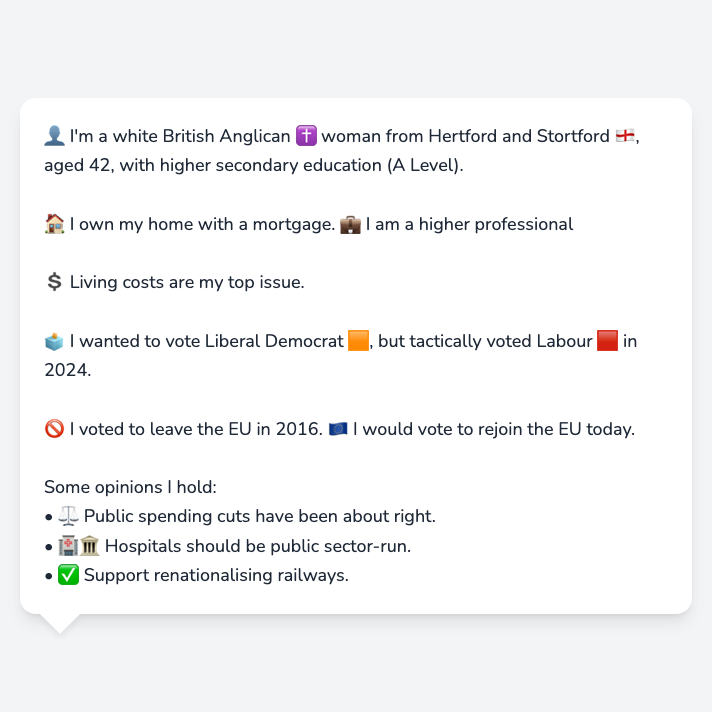 👤 I'm a white British Anglican ✝️ woman from Hertford and Stortford 🏴󠁧󠁢󠁥󠁮󠁧󠁿,
aged 42, with higher secondary education (A Level).
🏠 I own my home with a mortgage. 💼 I am a higher professional
💲 Living costs are my top issue.
🗳️ I wanted to vote Liberal Democrat 🟧, but tactically voted Labour 🟥 in
2024.
🚫 I voted to leave the EU in 2016. 🇪🇺 I would vote to rejoin the EU today.
Some opinions I hold:
• ⚖️ Public spending cuts have been about right.
• 🏥🏛️ Hospitals should be public sector-run.
• ✅ Support renationalising railways.